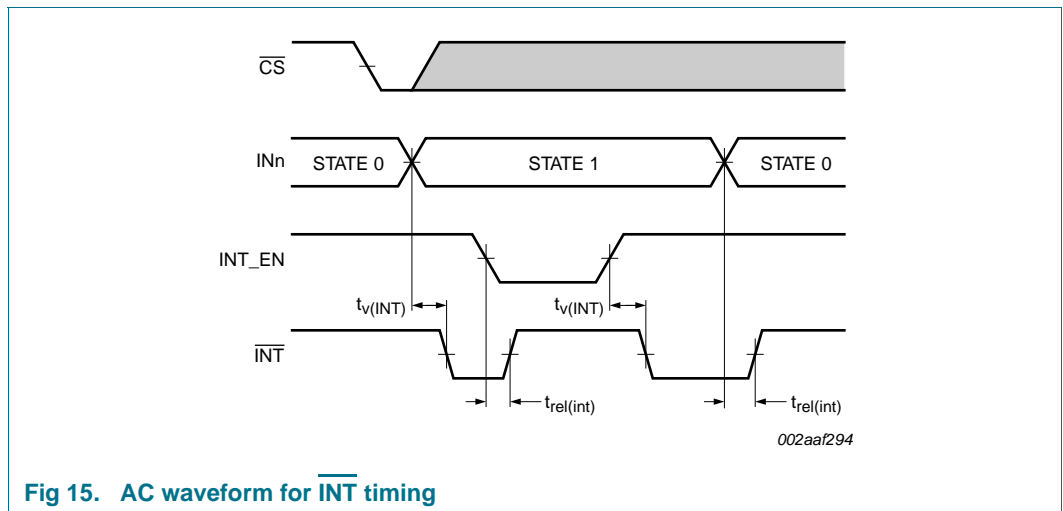 CS
INn STATE 0 STATE 1 STATE 0
INT_EN
tv(INT) tv(INT)
INT
trel(int) trel(int)
002aaf294
Fig 15. AC waveform for INT timing